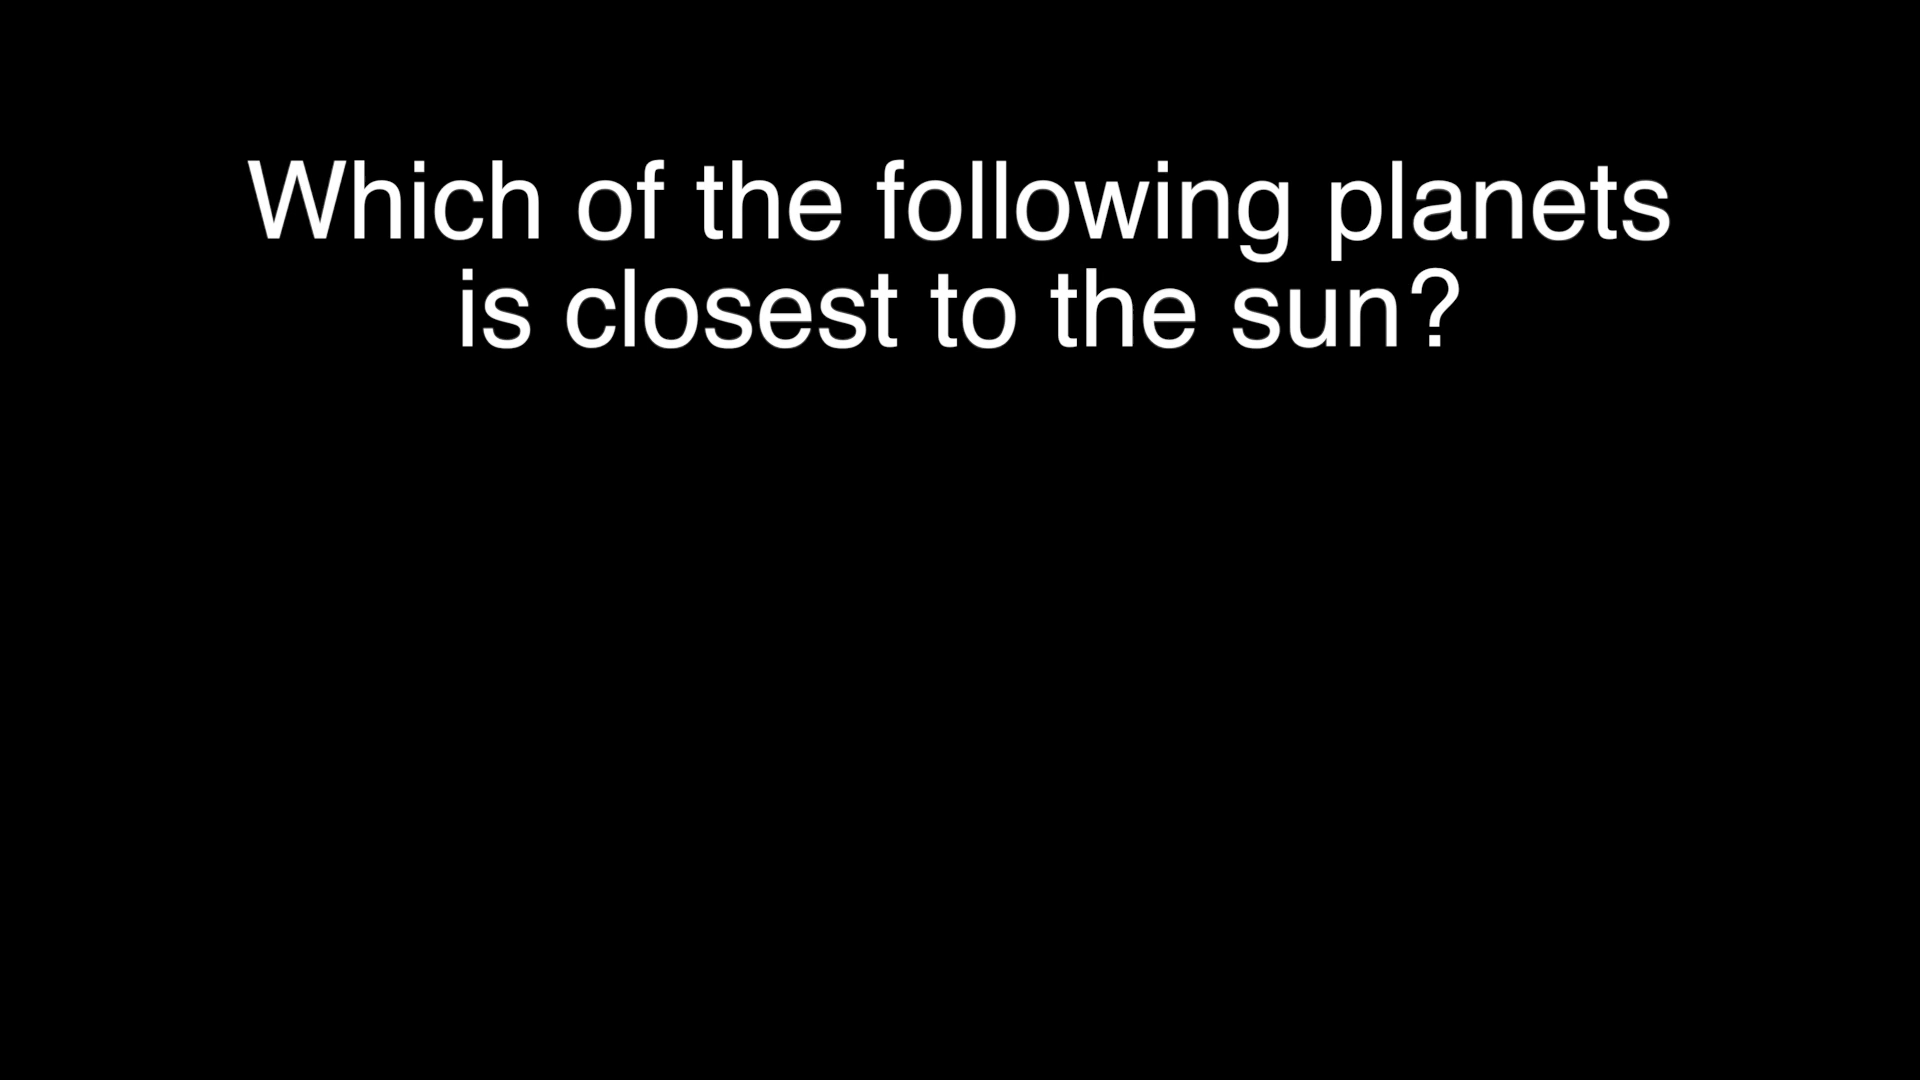 Which of the following planets
is closest to the sun?